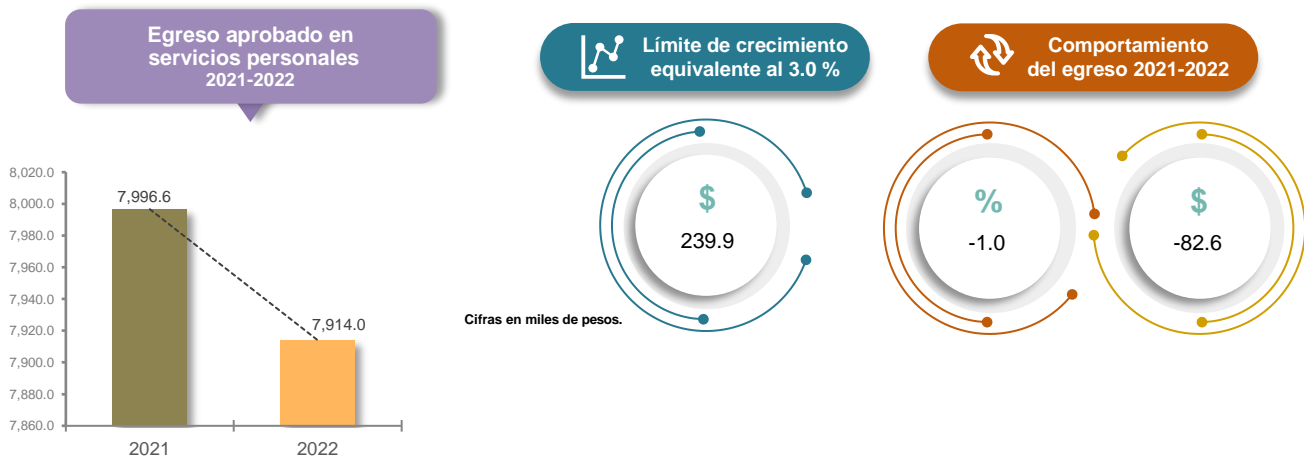 Egreso aprobado en
servicios personales
2021-2022
Límite de crecimiento
equivalente al 3.0 %
Comportamiento
del egreso 2021-2022
8,020.0
8,000.0
7,980.0
7,960.0
7,940.0
7,920.0
7,900.0
7,880.0
7,860.0
7,996.6
7,914.0
2021
2022
$
239.9
%
-1.0
$
-82.6
Cifras en miles de pesos.